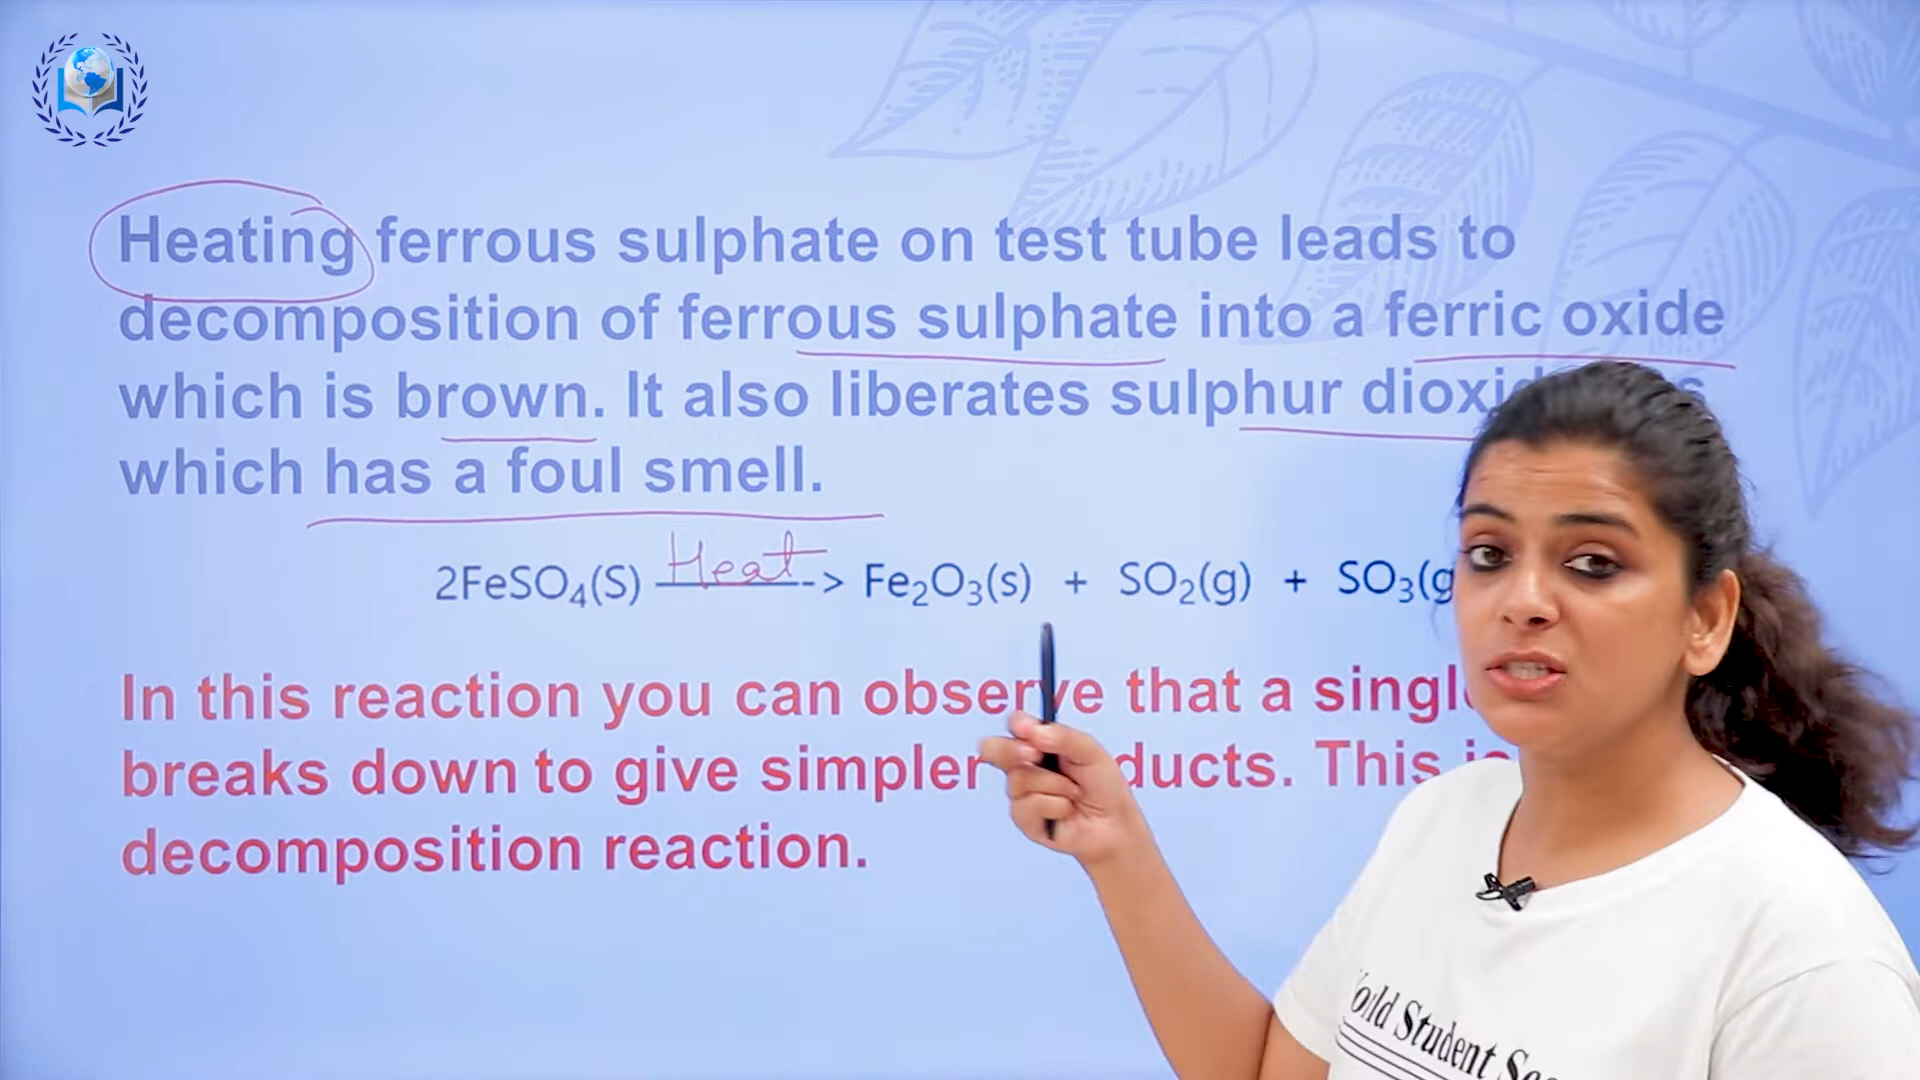 Heating ferrous sulphate on test tube leads to
decomposition of ferrous sulphate into a ferric oxide
which is brown. It also liberates sulphur
which has a foul smell.
Heat
2FeSO₄(S) ----> Fe₂O₃(s) + SO₂(g) + SO₃(g
In this reaction you can observe that a
breaks down to give simpler This
decomposition reaction.
World Student